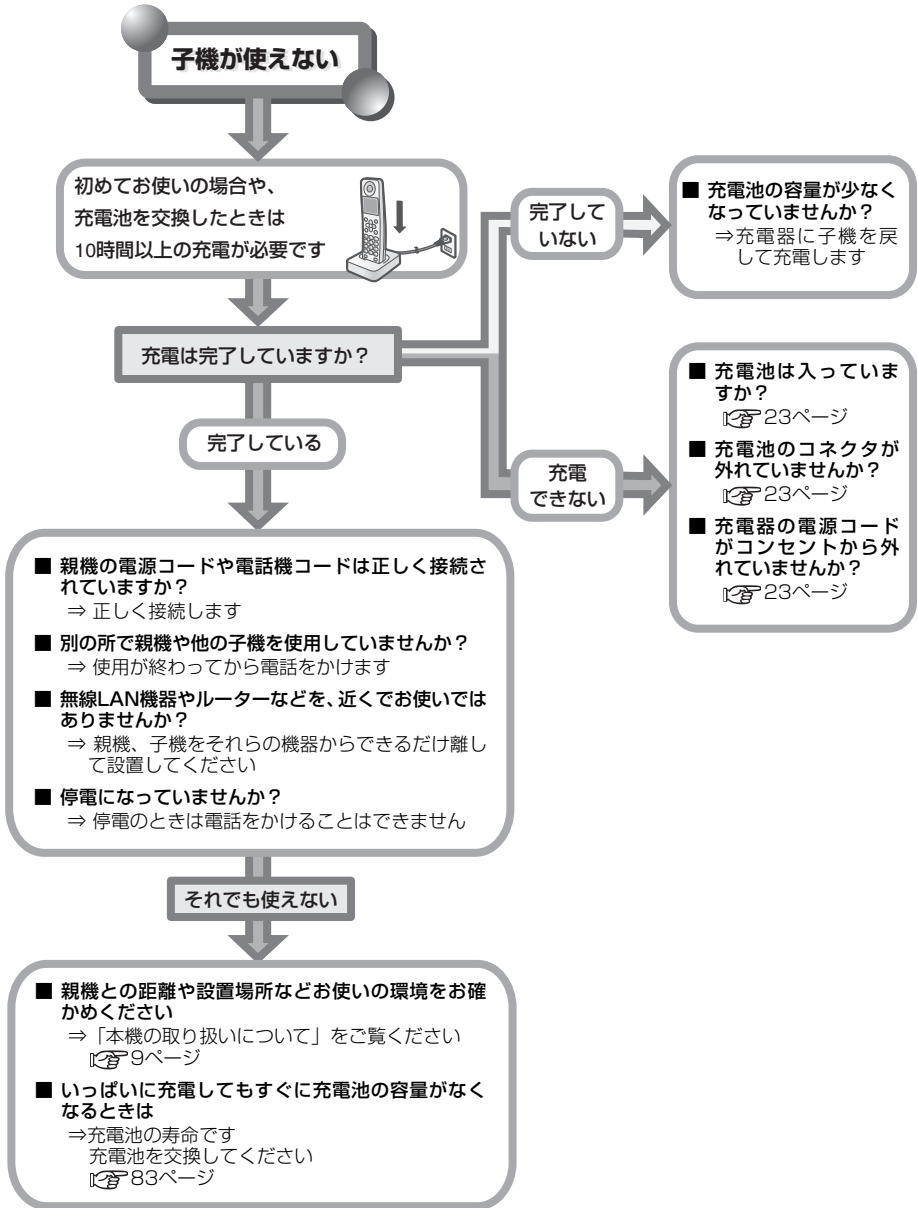 子機が使えない
初めてお使いの場合や、
充電池を交換したときは
10時間以上の充電が必要です
充電は完了していますか？
完了して
いない
■ 充電池の容量が少なく
なっていませんか？
⇒充電器に子機を戻
して充電します
充電
できない
■ 充電池は入っていま
すか？
☞23ページ
■ 充電池のコネクタが
外れていませんか？
☞23ページ
■ 充電器の電源コード
がコンセントから外
れていませんか？
☞23ページ
完了している
■ 親機の電源コードや電話機コードは正しく接続さ
れていますか？
⇒ 正しく接続します
■ 別の所で親機や他の子機を使用していませんか？
⇒ 使用が終わってから電話をかけます
■ 無線LAN機器やルーターなどを、近くでお使いでは
ありませんか？
⇒ 親機、子機をそれらの機器からできるだけ離し
て設置してください
■ 停電になっていませんか？
⇒ 停電のときは電話をかけることはできません
それでも使えない
■ 親機との距離や設置場所などお使いの環境をお確
かめください
⇒「本機の取り扱いについて」をご覧ください
☞9ページ
■ いっぱいに充電してもすぐに充電池の容量がなく
なるときは
⇒充電池の寿命です
充電池を交換してください
☞83ページ